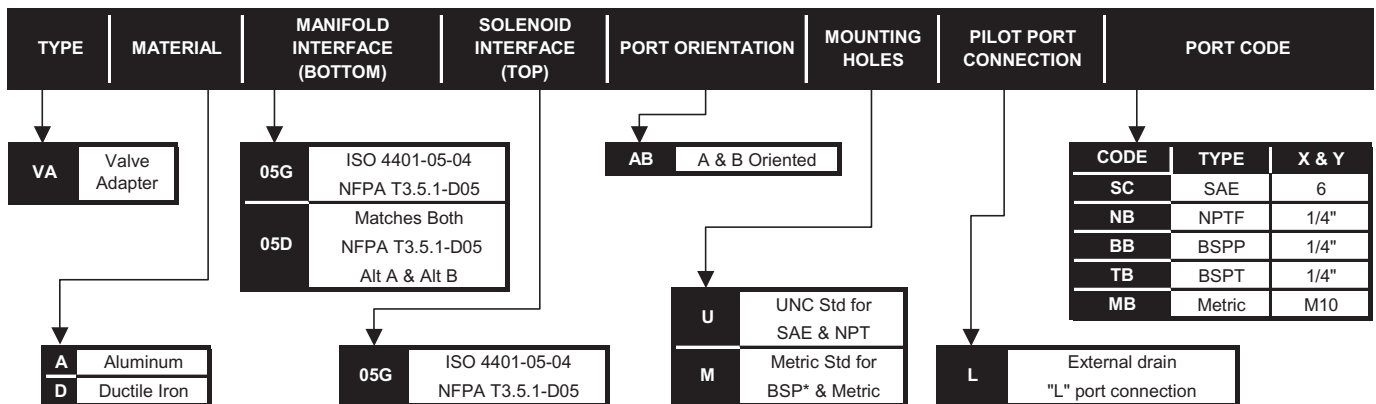 TYPE
MATERIAL
MANIFOLD
INTERFACE
(BOTTOM)
SOLENOID
INTERFACE
(TOP)
PORT ORIENTATION
MOUNTING
HOLES
PILOT PORT
CONNECTION
PORT CODE
VA
Valve
Adapter
A Aluminum
D Ductile Iron
05G
ISO 4401-05-04
NFPA T3.5.1-D05
05D
Matches Both
NFPA T3.5.1-D05
Alt A & Alt B
05G
ISO 4401-05-04
NFPA T3.5.1-D05
AB A & B Oriented
U
UNC Std for
SAE & NPT
M
Metric Std for
BSP* & Metric
L
External drain
"L" port connection
CODE TYPE X & Y
SC SAE 6
NB NPTF 1/4"
BB BSPP 1/4"
TB BSPT 1/4"
MB Metric M10